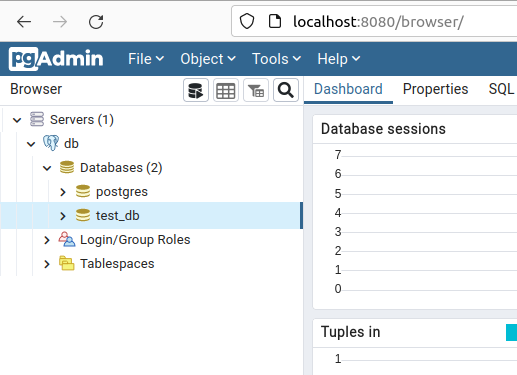 localhost:8080/browser/
pgAdmin File Object Tools Help
Browser
Dashboard Properties SQL
Servers (1)
db
Databases (2)
postgres
test_db
Login/Group Roles
Tablespaces
Database sessions
7
6
5
4
3
2
1
0
Tuples in
1